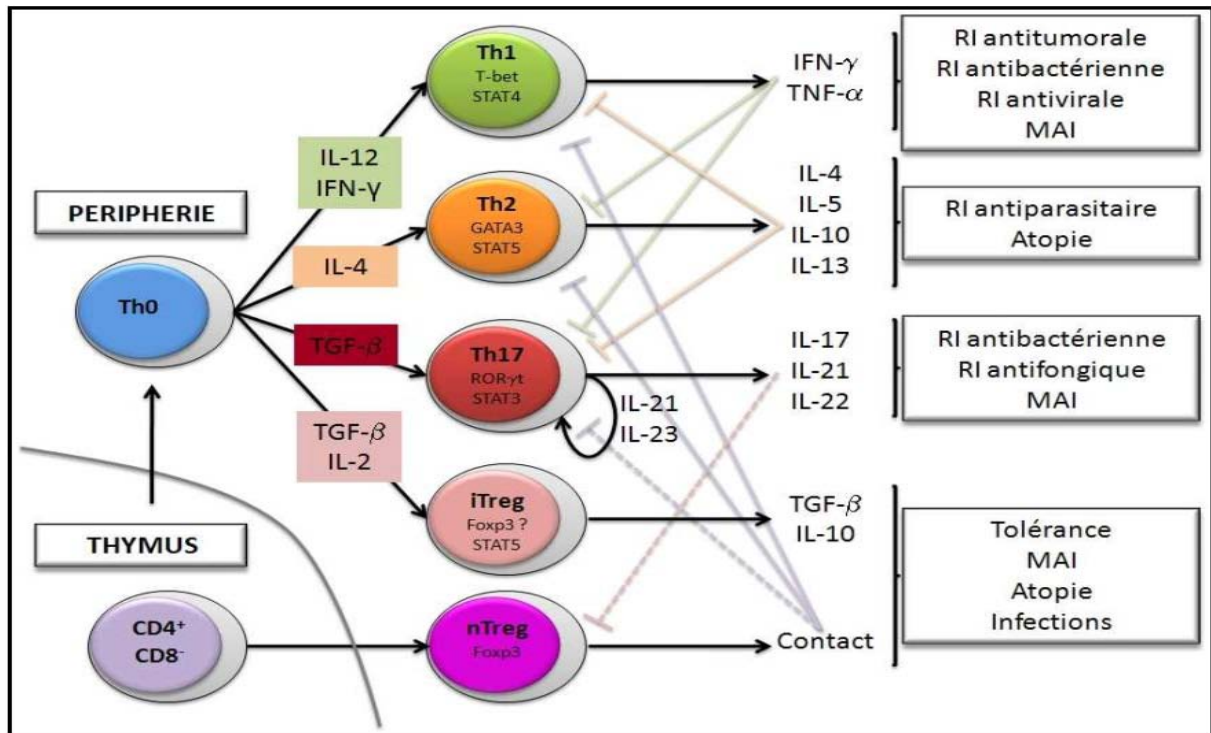 Th1
T-bet
STAT4
IFN-γ
TNF-α
RI antitumorale
RI antibactérienne
RI antivirale
MAI
IL-12
IFN-γ
PERIPHERIE
Th2
GATA3
STAT5
IL-4
IL-5
IL-10
IL-13
RI antiparasitaire
Atopie
IL-4
Th0
TGF-β
Th17
RORγt
STAT3
IL-21
IL-23
IL-17
IL-21
IL-22
RI antibactérienne
RI antifongique
MAI
TGF-β
IL-2
iTreg
Foxp3 ?
STAT5
TGF-β
IL-10
THYMUS
CD4⁺
CD8⁻
nTreg
Foxp3
Contact
Tolérance
MAI
Atopie
Infections